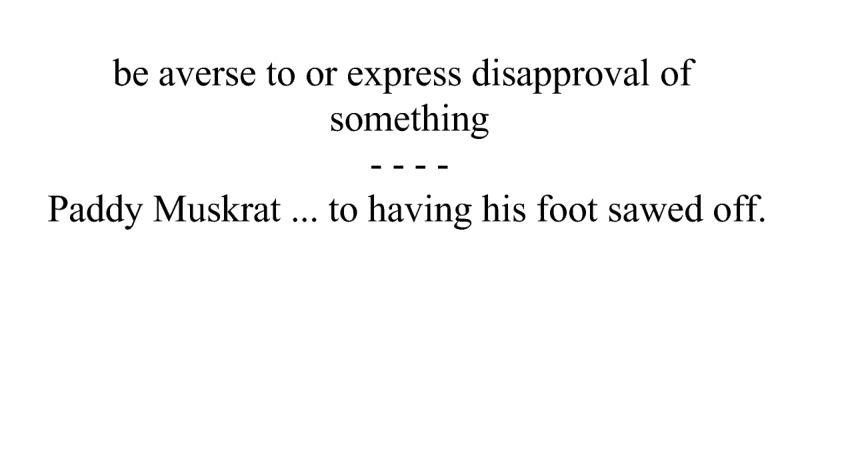 be averse to or express disapproval of
something
- - - -
Paddy Muskrat ... to having his foot sawed off.